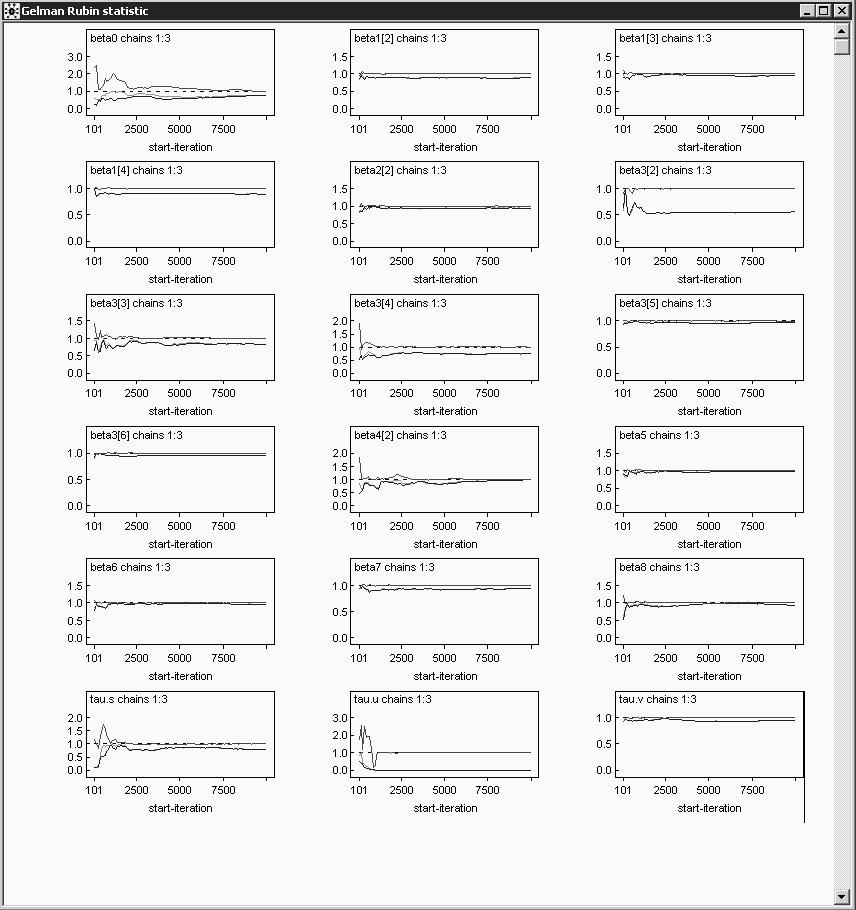 Gelman Rubin statistic
beta0 chains 1:3
3.0
2.0
1.0
0.0
101 2500 5000 7500
start-iteration
beta1[2] chains 1:3
1.5
1.0
0.5
0.0
101 2500 5000 7500
start-iteration
beta1[3] chains 1:3
1.5
1.0
0.5
0.0
101 2500 5000 7500
start-iteration
beta1[4] chains 1:3
1.0
0.5
0.0
101 2500 5000 7500
start-iteration
beta2[2] chains 1:3
1.5
1.0
0.5
0.0
101 2500 5000 7500
start-iteration
beta3[2] chains 1:3
1.0
0.5
0.0
101 2500 5000 7500
start-iteration
beta3[3] chains 1:3
1.5
1.0
0.5
0.0
101 2500 5000 7500
start-iteration
beta3[4] chains 1:3
2.0
1.5
1.0
0.5
0.0
101 2500 5000 7500
start-iteration
beta3[5] chains 1:3
1.0
0.5
0.0
101 2500 5000 7500
start-iteration
beta3[6] chains 1:3
1.0
0.5
0.0
101 2500 5000 7500
start-iteration
beta4[2] chains 1:3
2.0
1.5
1.0
0.5
0.0
101 2500 5000 7500
start-iteration
beta5 chains 1:3
1.5
1.0
0.5
0.0
101 2500 5000 7500
start-iteration
beta6 chains 1:3
1.5
1.0
0.5
0.0
101 2500 5000 7500
start-iteration
beta7 chains 1:3
1.0
0.5
0.0
101 2500 5000 7500
start-iteration
beta8 chains 1:3
1.5
1.0
0.5
0.0
101 2500 5000 7500
start-iteration
tau.s chains 1:3
2.0
1.5
1.0
0.5
0.0
101 2500 5000 7500
start-iteration
tau.u chains 1:3
3.0
2.0
1.0
0.0
101 2500 5000 7500
start-iteration
tau.v chains 1:3
1.0
0.5
0.0
101 2500 5000 7500
start-iteration